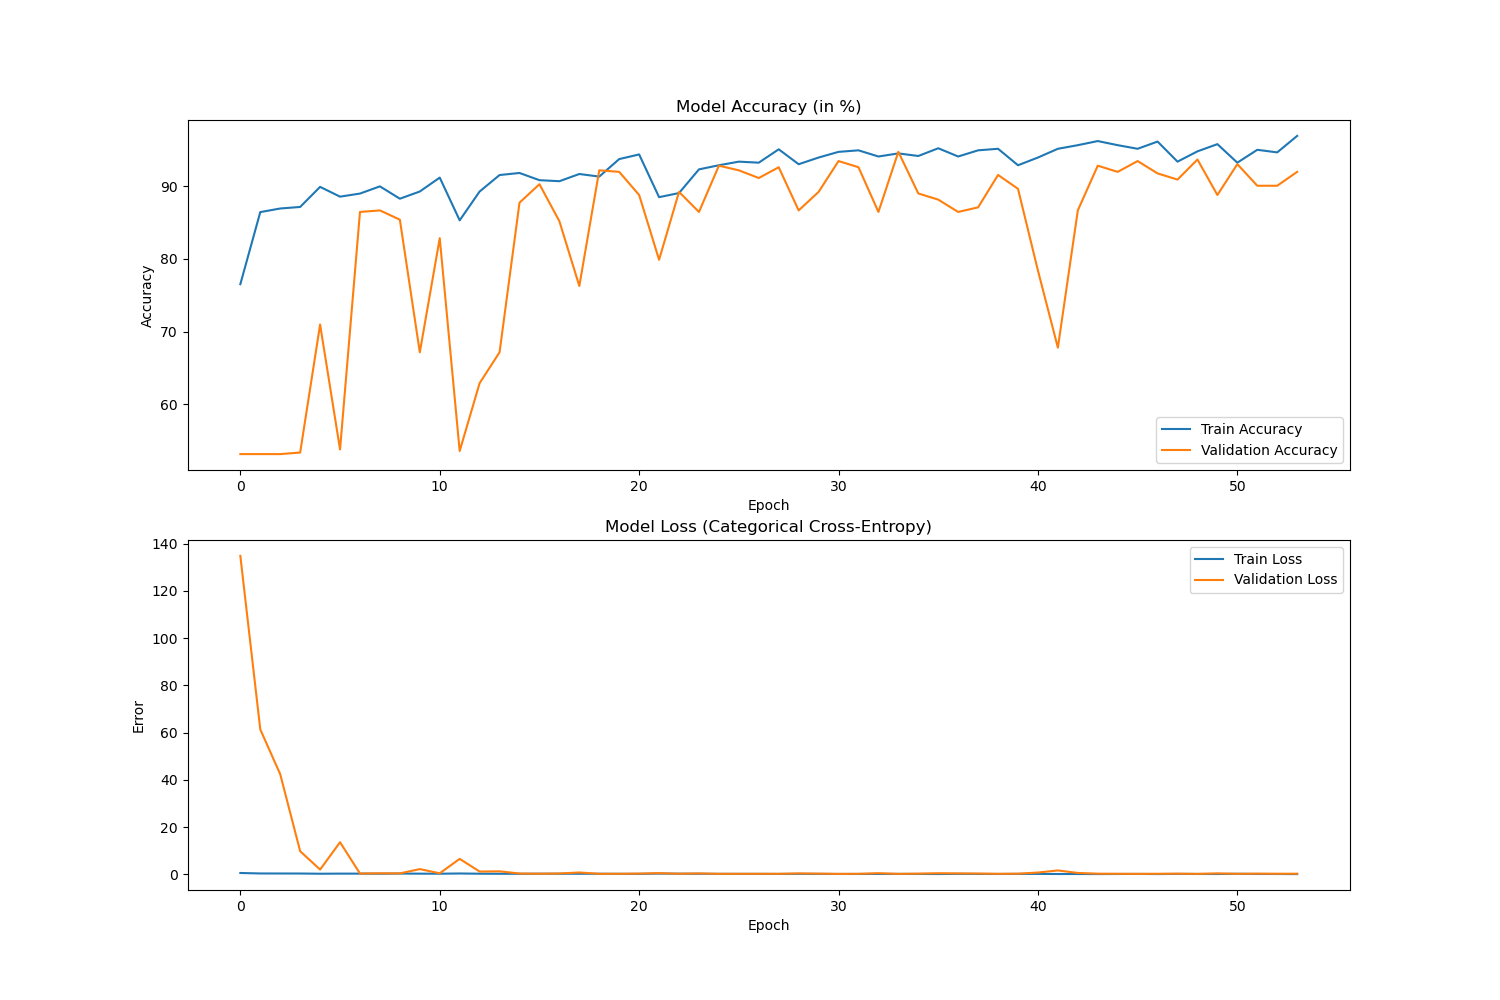 Model Accuracy (in %)
Accuracy
90
80
70
60
Train Accuracy
Validation Accuracy
0 10 20 30 40 50
Epoch
Model Loss (Categorical Cross-Entropy)
Error
140
120
100
80
60
40
20
0
Train Loss
Validation Loss
0 10 20 30 40 50
Epoch